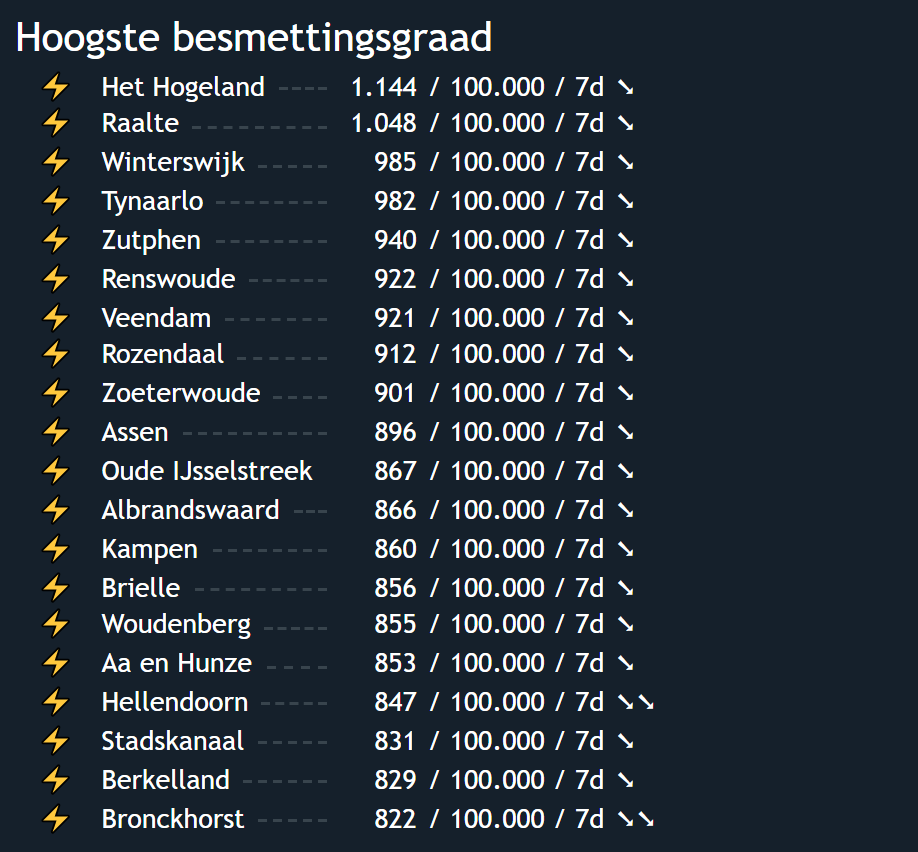 Hoogste besmettingsgraad
⚡ Het Hogeland ---- 1.144 / 100.000 / 7d ➘
⚡ Raalte ----------- 1.048 / 100.000 / 7d ➘
⚡ Winterswijk ------ 985 / 100.000 / 7d ➘
⚡ Tynaarlo --------- 982 / 100.000 / 7d ➘
⚡ Zutphen --------- 940 / 100.000 / 7d ➘
⚡ Renswoude ------ 922 / 100.000 / 7d ➘
⚡ Veendam -------- 921 / 100.000 / 7d ➘
⚡ Rozendaal ------- 912 / 100.000 / 7d ➘
⚡ Zoeterwoude ---- 901 / 100.000 / 7d ➘
⚡ Assen ------------ 896 / 100.000 / 7d ➘
⚡ Oude IJsselstreek 867 / 100.000 / 7d ➘
⚡ Albrandswaard --- 866 / 100.000 / 7d ➘
⚡ Kampen --------- 860 / 100.000 / 7d ➘
⚡ Brielle ----------- 856 / 100.000 / 7d ➘
⚡ Woudenberg ----- 855 / 100.000 / 7d ➘
⚡ Aa en Hunze ---- 853 / 100.000 / 7d ➘
⚡ Hellendoorn ----- 847 / 100.000 / 7d ➘➘
⚡ Stadskanaal ------ 831 / 100.000 / 7d ➘
⚡ Berkelland ------- 829 / 100.000 / 7d ➘
⚡ Bronckhorst ------ 822 / 100.000 / 7d ➘➘